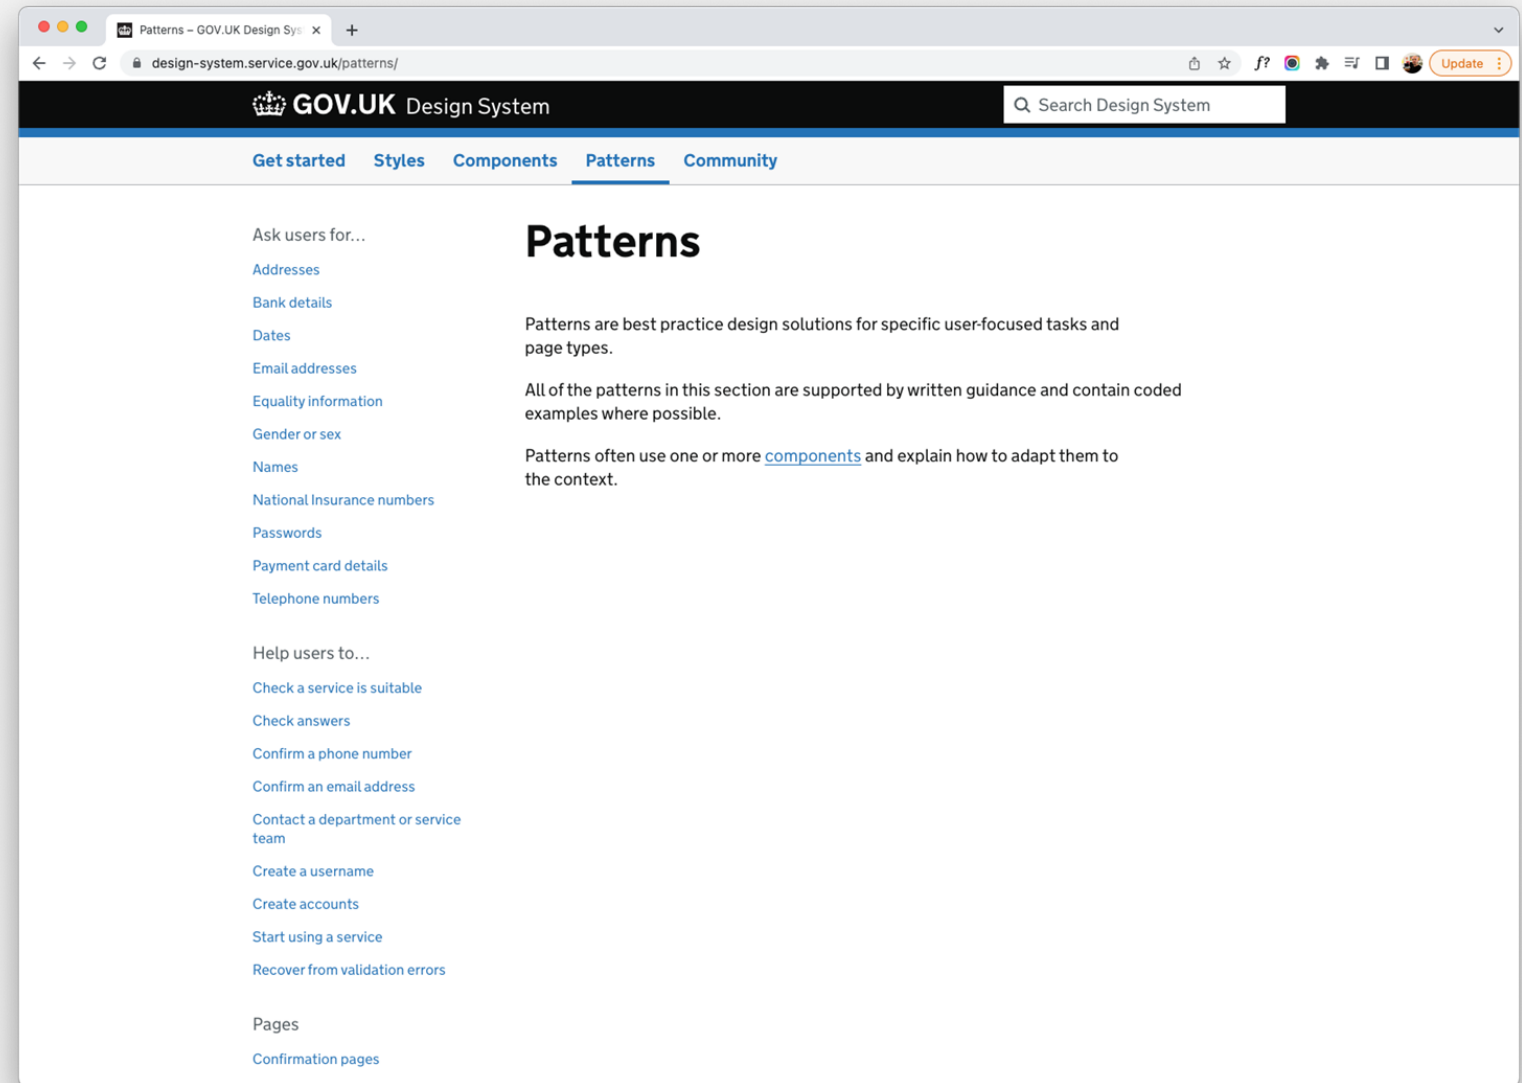 Patterns – GOV.UK Design Sys
design-system.service.gov.uk/patterns/
f?
Update
GOV.UK Design System
Search Design System
Get started
Styles
Components
Patterns
Community
Ask users for…
Addresses
Bank details
Dates
Email addresses
Equality information
Gender or sex
Names
National Insurance numbers
Passwords
Payment card details
Telephone numbers
Help users to…
Check a service is suitable
Check answers
Confirm a phone number
Confirm an email address
Contact a department or service
team
Create a username
Create accounts
Start using a service
Recover from validation errors
Pages
Confirmation pages
Patterns
Patterns are best practice design solutions for specific user-focused tasks and
page types.
All of the patterns in this section are supported by written guidance and contain coded
examples where possible.
Patterns often use one or more components and explain how to adapt them to
the context.